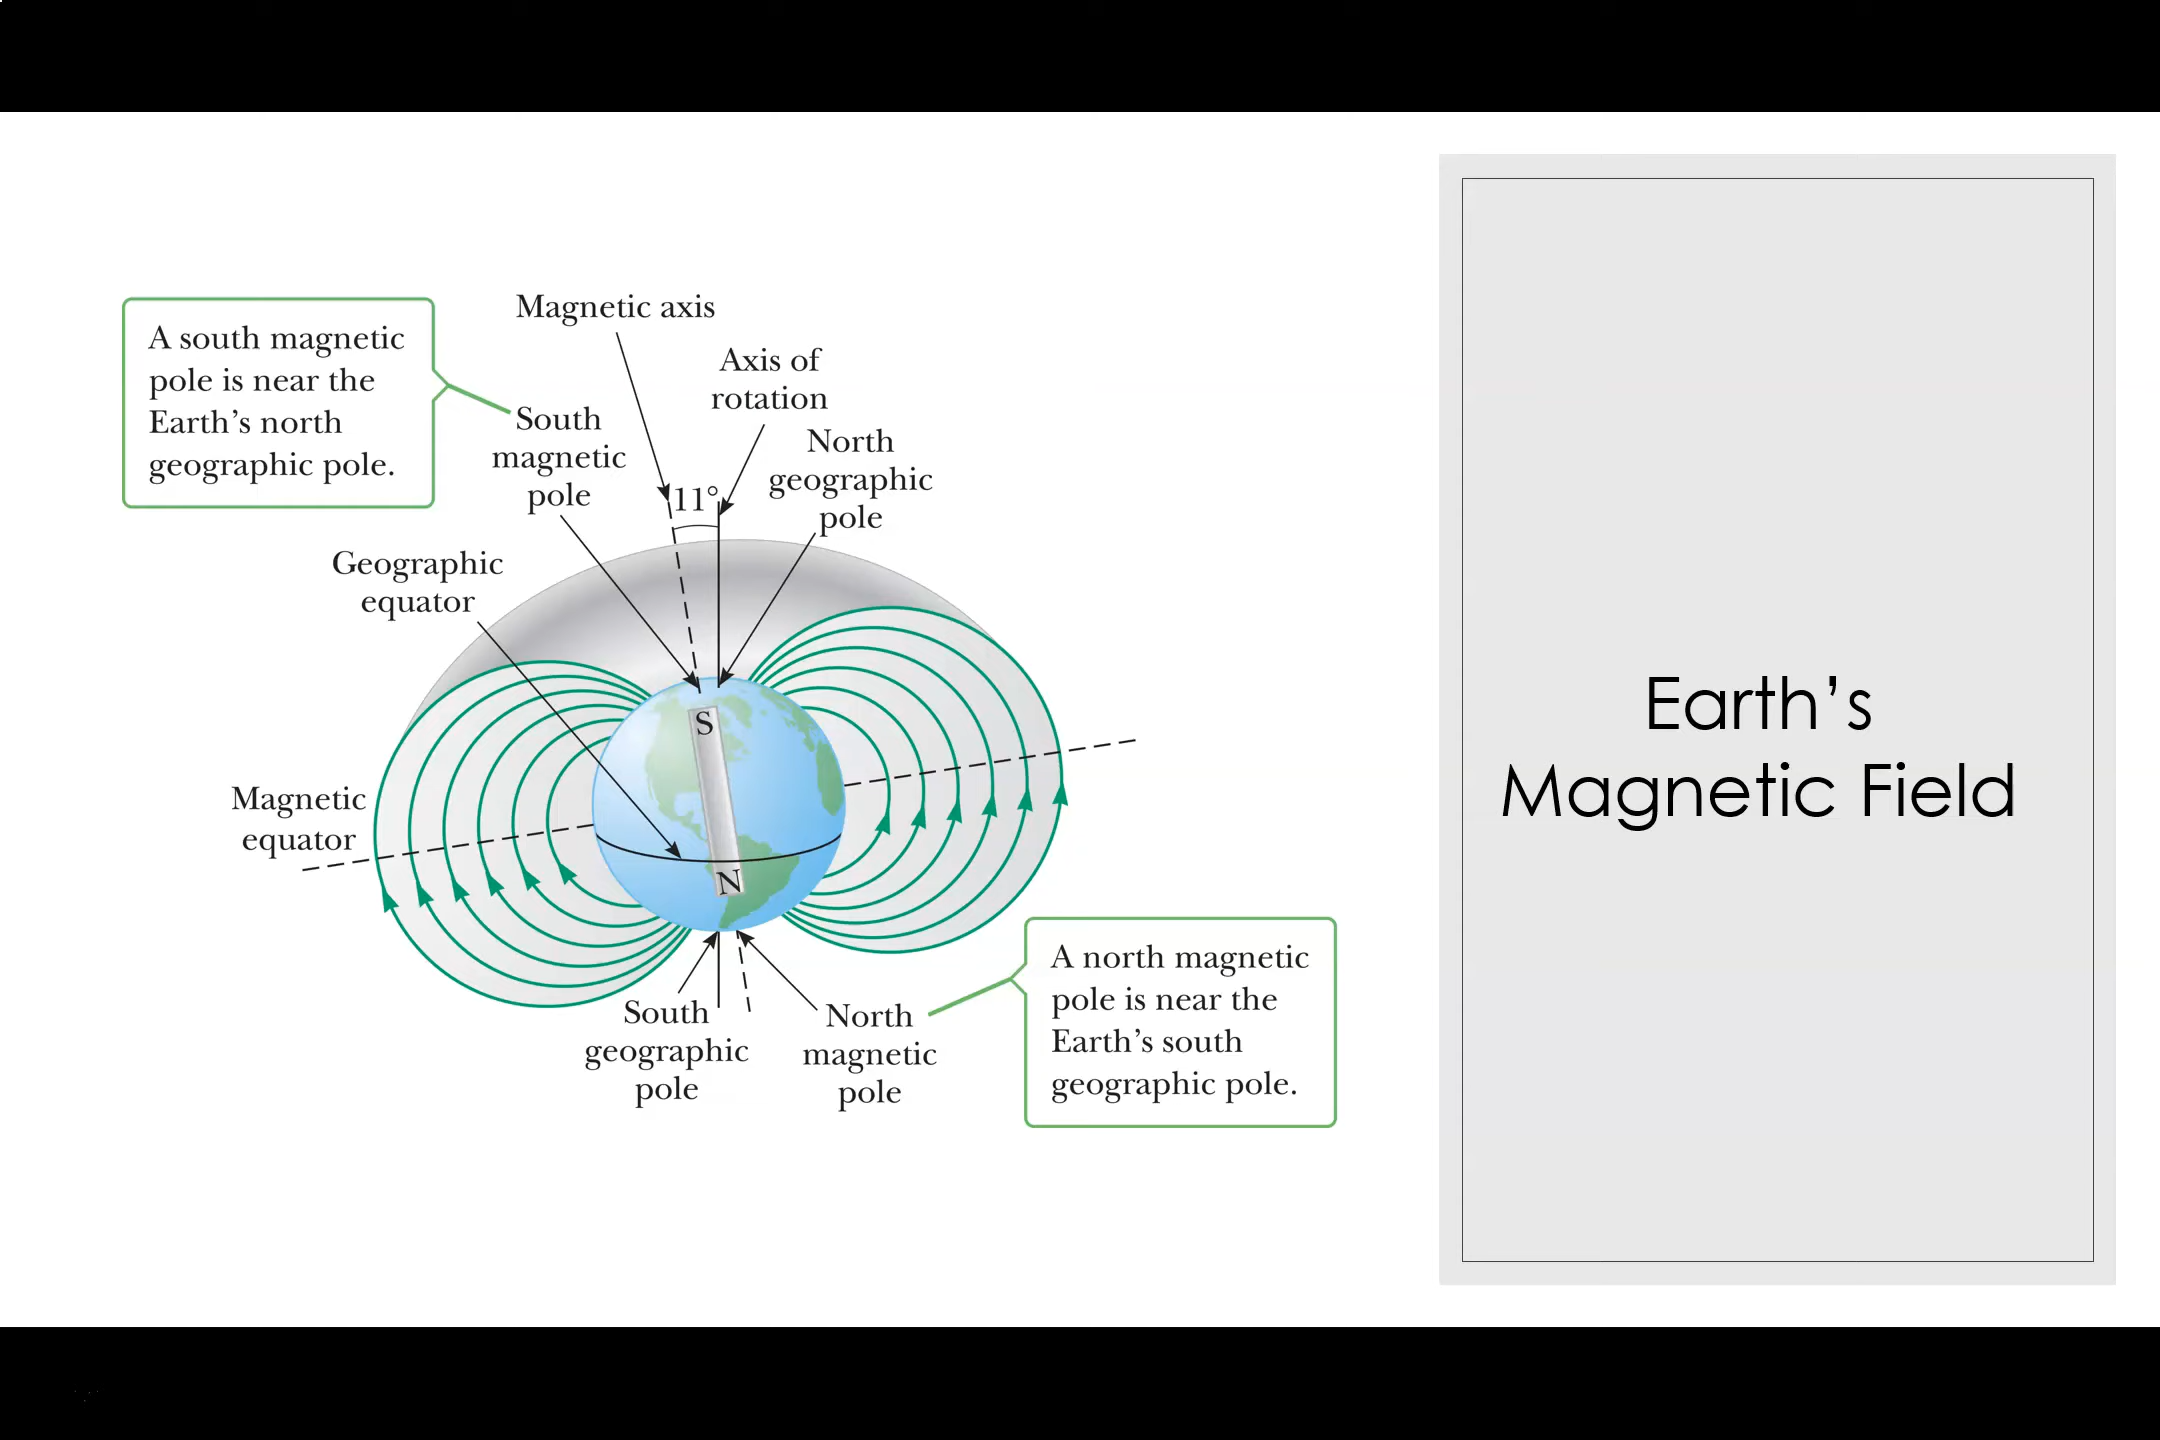 Magnetic axis
A south magnetic
pole is near the
Earth’s north
geographic pole.
Axis of
rotation
South
magnetic
pole
North
geographic
pole
11°
Geographic
equator
S
Magnetic
equator
N
South
geographic
pole
North
magnetic
pole
A north magnetic
pole is near the
Earth’s south
geographic pole.
Earth’s
Magnetic Field